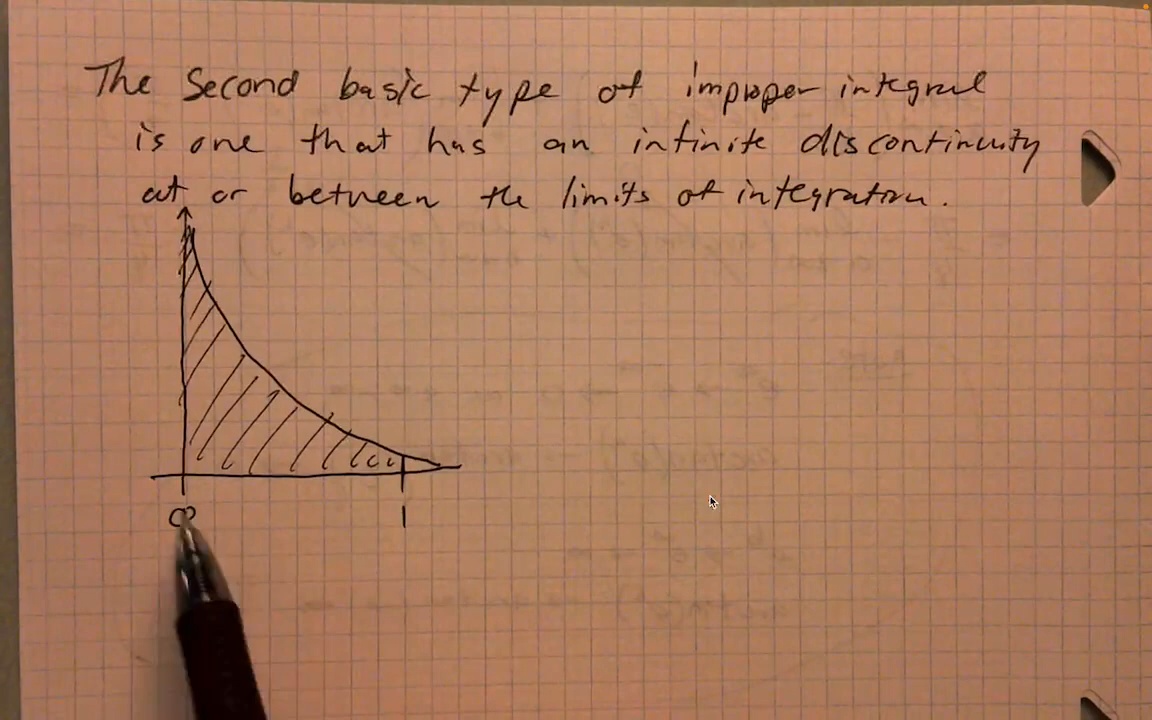 The Second basic type of improper integral
is one that has an infinite discontinuity
at or between the limits of integration.
1